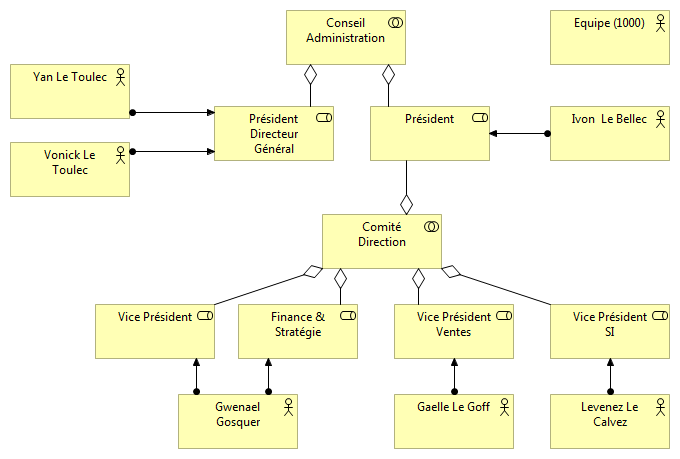 Conseil
Administration
Equipe (1000)
Yan Le Toulec
Président
Directeur
Général
Président
Ivon  Le Bellec
Vonick Le
Toulec
Comité
Direction
Vice Président
Finance &
Stratégie
Vice Président
Ventes
Vice Président
SI
Gwenael
Gosquer
Gaelle Le Goff
Levenez Le
Calvez